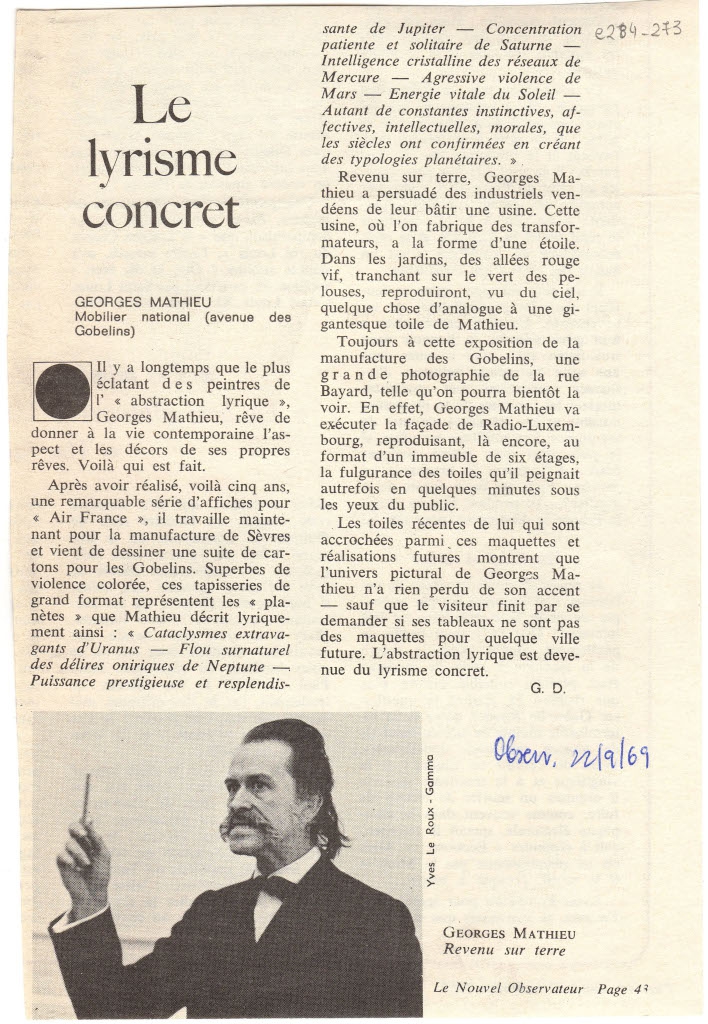 Le
lyrisme
concret
GEORGES MATHIEU
Mobilier national (avenue des
Gobelins)
Il y a longtemps que le plus
éclatant des peintres de
l' « abstraction lyrique »,
Georges Mathieu, rêve de
donner à la vie contemporaine l'as-
pect et les décors de ses propres
rêves. Voilà qui est fait.
Après avoir réalisé, voilà cinq ans,
une remarquable série d'affiches pour
« Air France », il travaille mainte-
nant pour la manufacture de Sèvres
et vient de dessiner une suite de car-
tons pour les Gobelins. Superbes de
violence colorée, ces tapisseries de
grand format représentent les « pla-
nètes » que Mathieu décrit lyrique-
ment ainsi : « Cataclysmes extrava-
gants d'Uranus — Flou surnaturel
des délires oniriques de Neptune —
Puissance prestigieuse et resplendis-
sante de Jupiter — Concentration
patiente et solitaire de Saturne —
Intelligence cristalline des réseaux de
Mercure — Agressive violence de
Mars — Energie vitale du Soleil —
Autant de constantes instinctives, af-
fectives, intellectuelles, morales, que
les siècles ont confirmées en créant
des typologies planétaires. »
Revenu sur terre, Georges Ma-
thieu a persuadé des industriels ven-
déens de leur bâtir une usine. Cette
usine, où l'on fabrique des transfor-
mateurs, a la forme d'une étoile.
Dans les jardins, des allées rouge
vif, tranchant sur le vert des pe-
louses, reproduiront, vu du ciel,
quelque chose d'analogue à une gi-
gantesque toile de Mathieu.
Toujours à cette exposition de la
manufacture des Gobelins, une
grande photographie de la rue
Bayard, telle qu'on pourra bientôt la
voir. En effet, Georges Mathieu va
exécuter la façade de Radio-Luxem-
bourg, reproduisant, là encore, au
format d'un immeuble de six étages,
la fulgurance des toiles qu'il peignait
autrefois en quelques minutes sous
les yeux du public.
Les toiles récentes de lui qui sont
accrochées parmi ces maquettes et
réalisations futures montrent que
l'univers pictural de Georges Ma-
thieu n'a rien perdu de son accent
— sauf que le visiteur finit par se
demander si ses tableaux ne sont pas
des maquettes pour quelque ville
future. L'abstraction lyrique est deve-
nue du lyrisme concret.
G. D.
e284-273
Observ. 22/9/69
Yves Le Roux - Gamma
GEORGES MATHIEU
Revenu sur terre
Le Nouvel Observateur Page 43